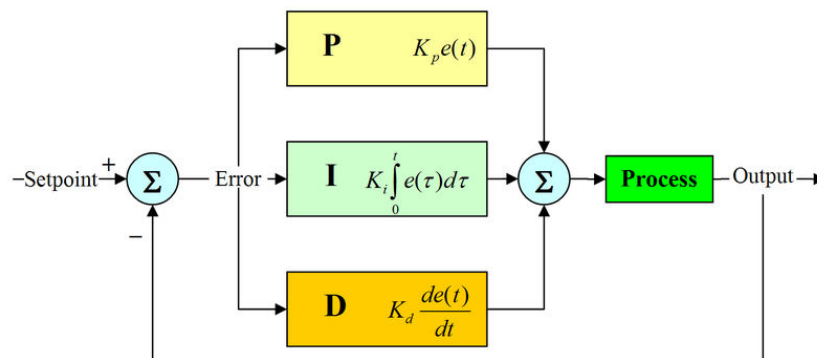 P K_p e(t)
–Setpoint
+
Σ
–
Error
I K_i ∫_0^t e(τ)dτ
Σ
Process
Output
D K_d de(t)/dt